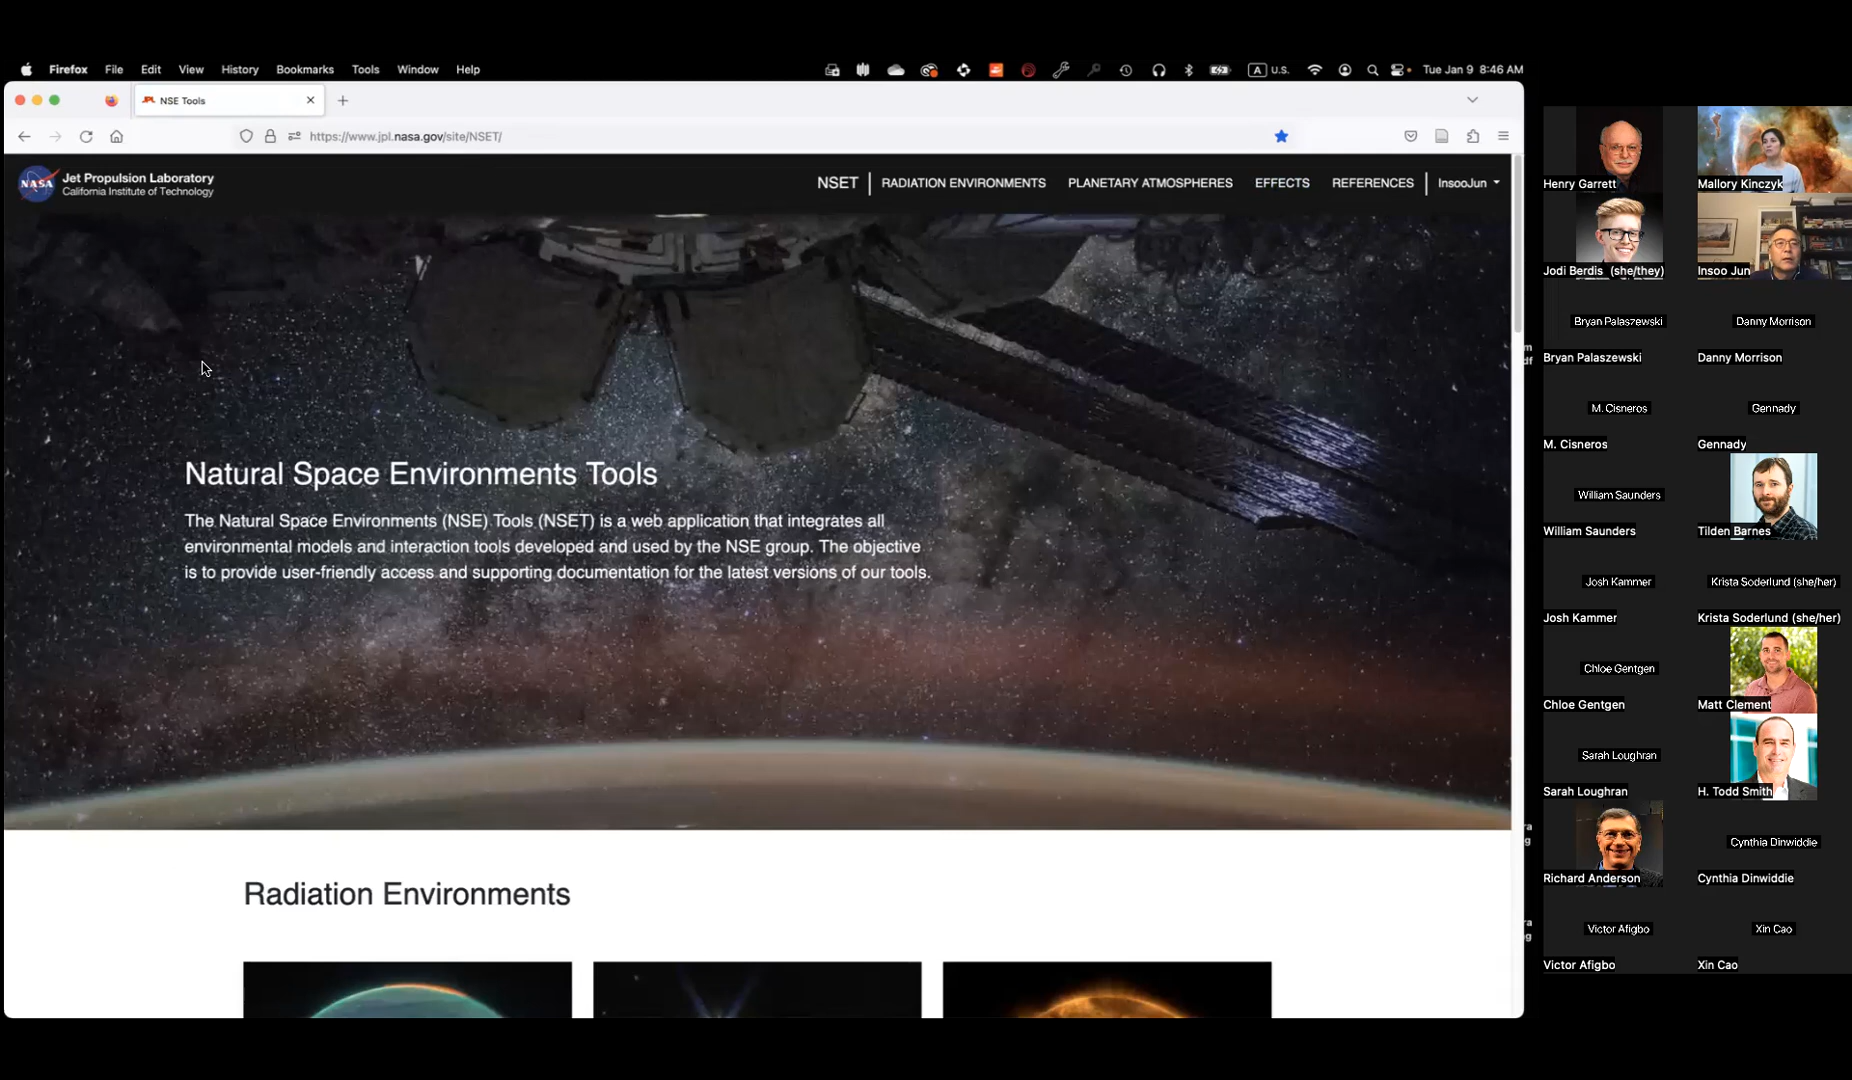 Firefox File Edit View History Bookmarks Tools Window Help
A U.S. Tue Jan 9 8:46 AM
NSE Tools
https://www.jpl.nasa.gov/site/NSET/
NASA
Jet Propulsion Laboratory
California Institute of Technology
NSET RADIATION ENVIRONMENTS PLANETARY ATMOSPHERES EFFECTS REFERENCES InsooJun
Natural Space Environments Tools
The Natural Space Environments (NSE) Tools (NSET) is a web application that integrates all
environmental models and interaction tools developed and used by the NSE group. The objective
is to provide user-friendly access and supporting documentation for the latest versions of our tools.
Radiation Environments
Henry Garrett
Mallory Kinczyk
Jodi Berdis (she/they)
Insoo Jun
Bryan Palaszewski
Danny Morrison
Bryan Palaszewski
Danny Morrison
M. Cisneros
Gennady
M. Cisneros
Gennady
William Saunders
William Saunders
Tilden Barnes
Josh Kammer
Krista Soderlund (she/her)
Josh Kammer
Krista Soderlund (she/her)
Chloe Gentgen
Chloe Gentgen
Matt Clement
Sarah Loughran
Sarah Loughran
H. Todd Smith
Cynthia Dinwiddie
Richard Anderson
Cynthia Dinwiddie
Victor Afigbo
Xin Cao
Victor Afigbo
Xin Cao